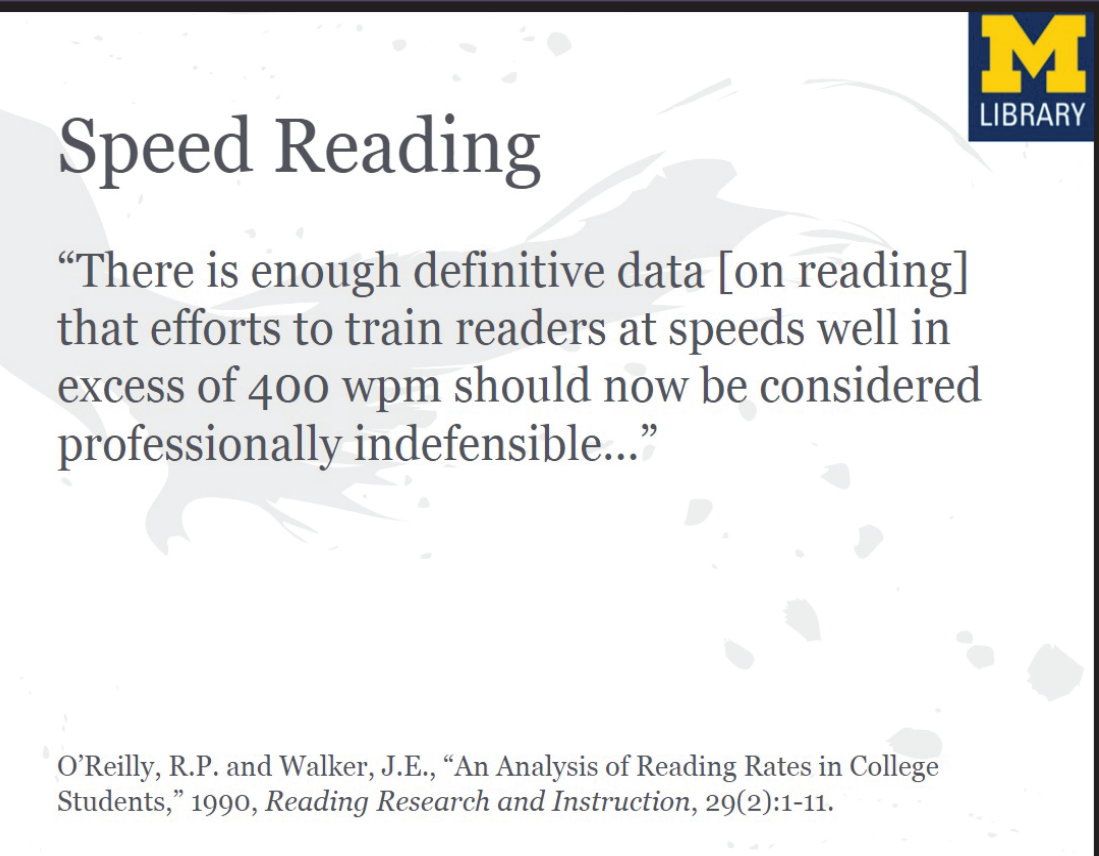 M
LIBRARY
Speed Reading
“There is enough definitive data [on reading]
that efforts to train readers at speeds well in
excess of 400 wpm should now be considered
professionally indefensible...”
O’Reilly, R.P. and Walker, J.E., “An Analysis of Reading Rates in College
Students,” 1990, Reading Research and Instruction, 29(2):1-11.